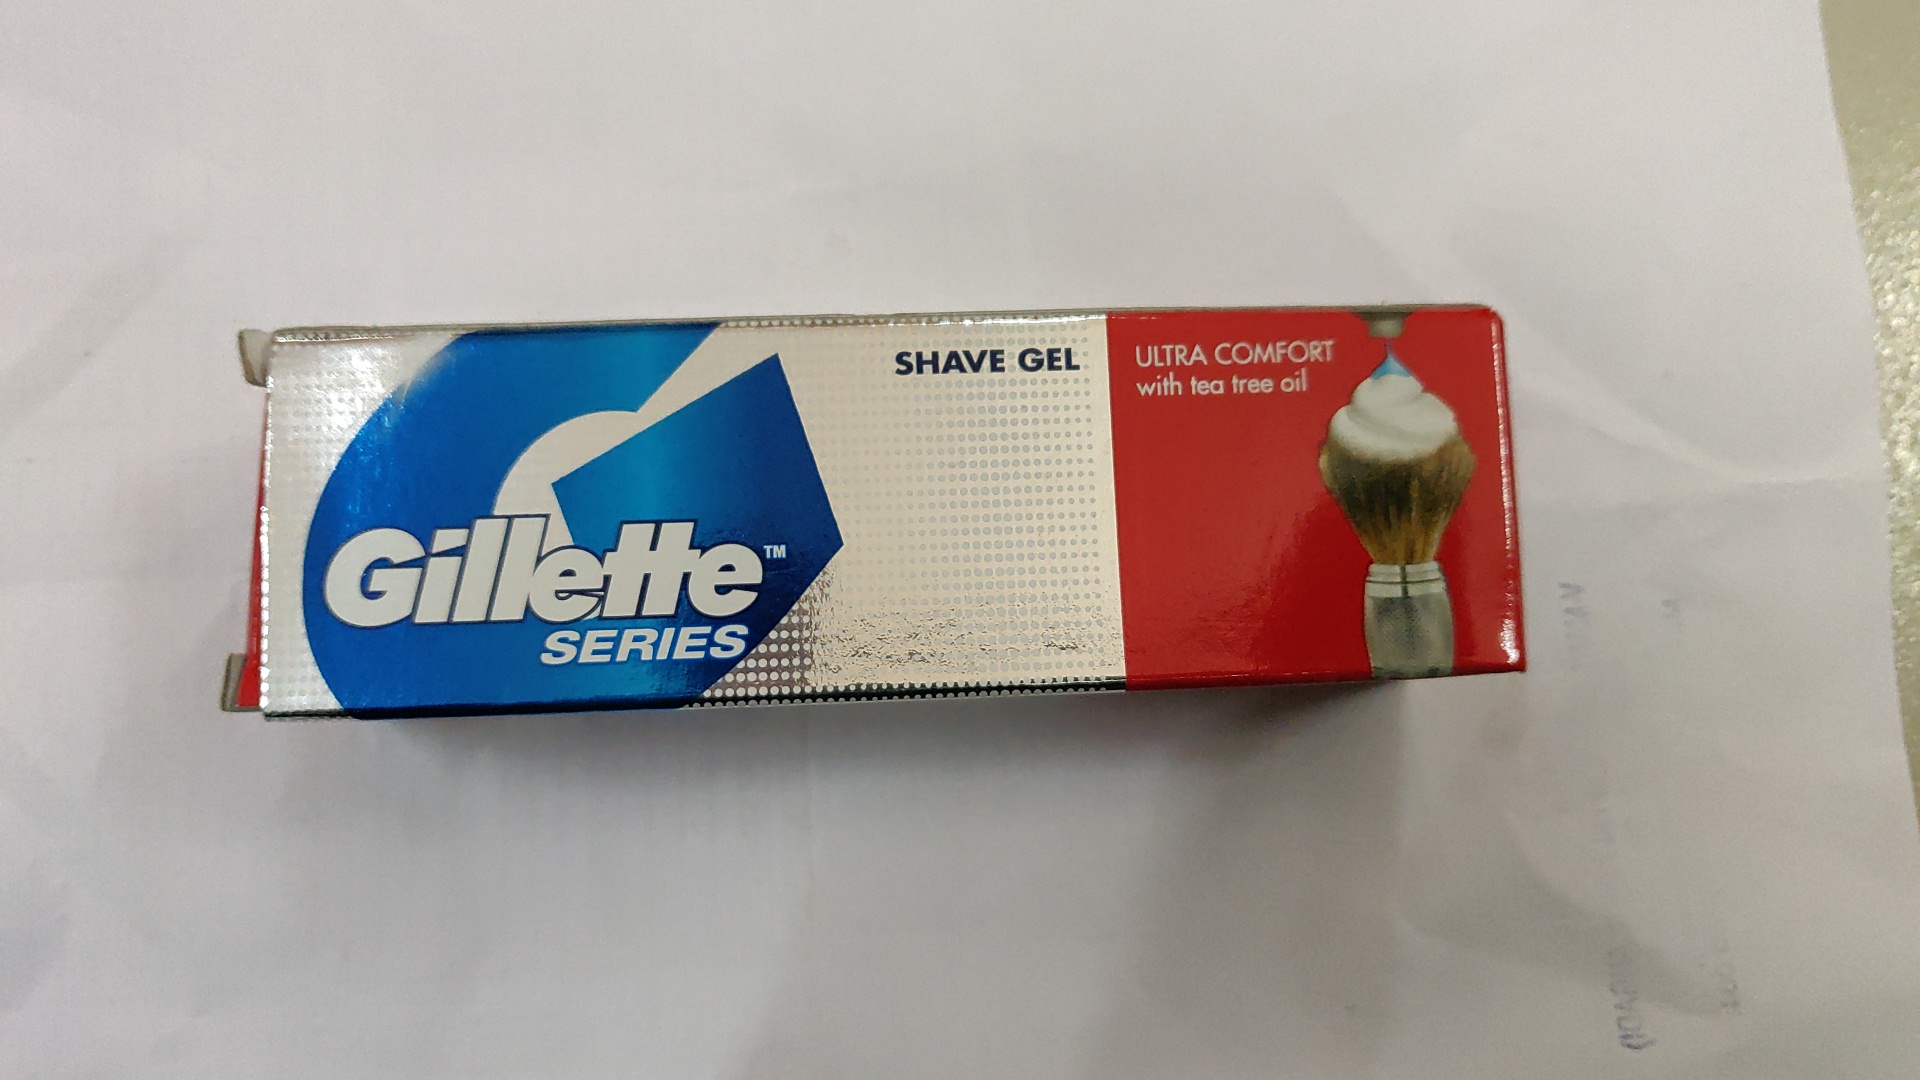 Gillette™
SERIES
SHAVE GEL
ULTRA COMFORT
with tea tree oil